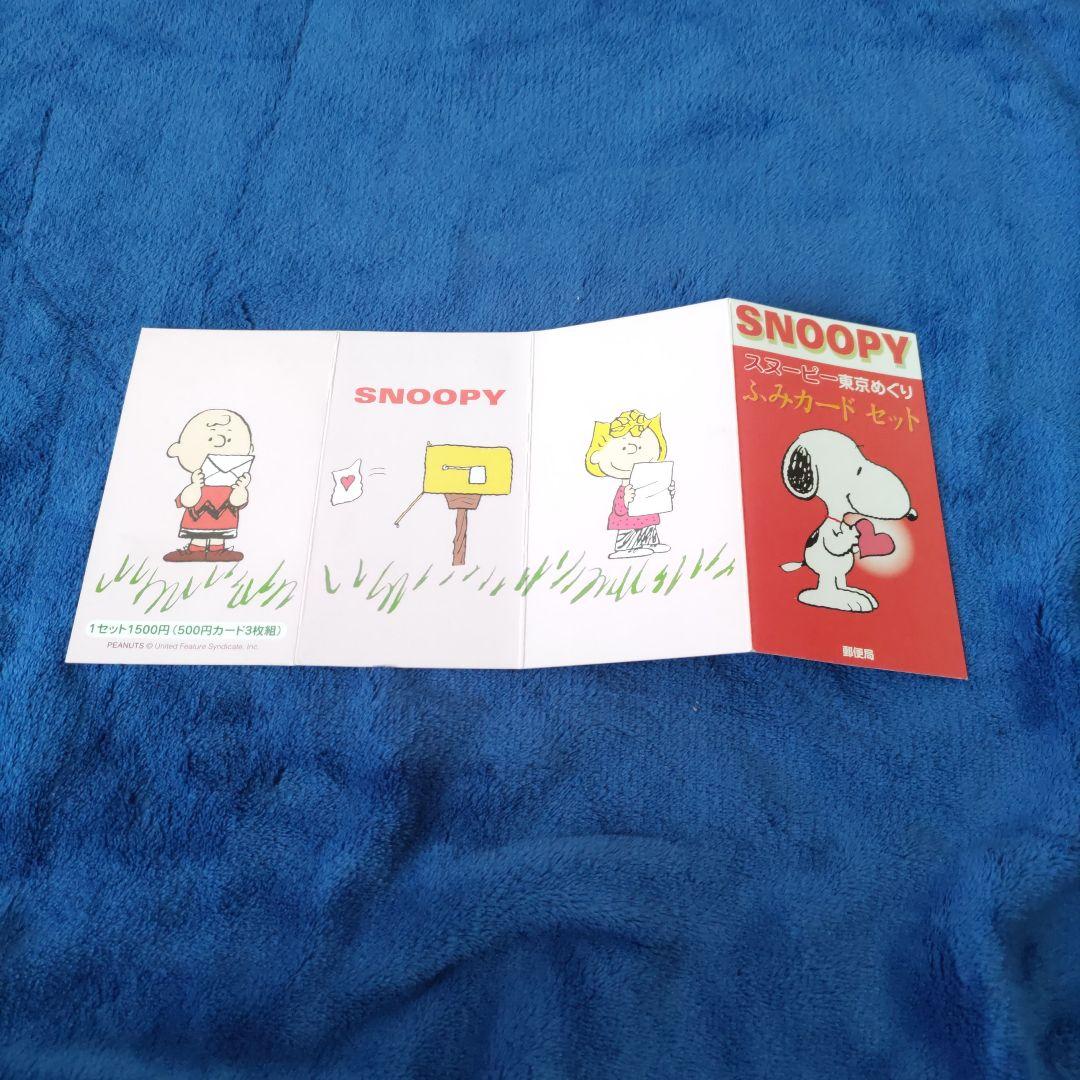 1セット1500円(500円カード3枚組)
PEANUTS © United Feature Syndicate, Inc.
SNOOPY
SNOOPY
スヌーピー東京めぐり
ふみカード セット
郵便局